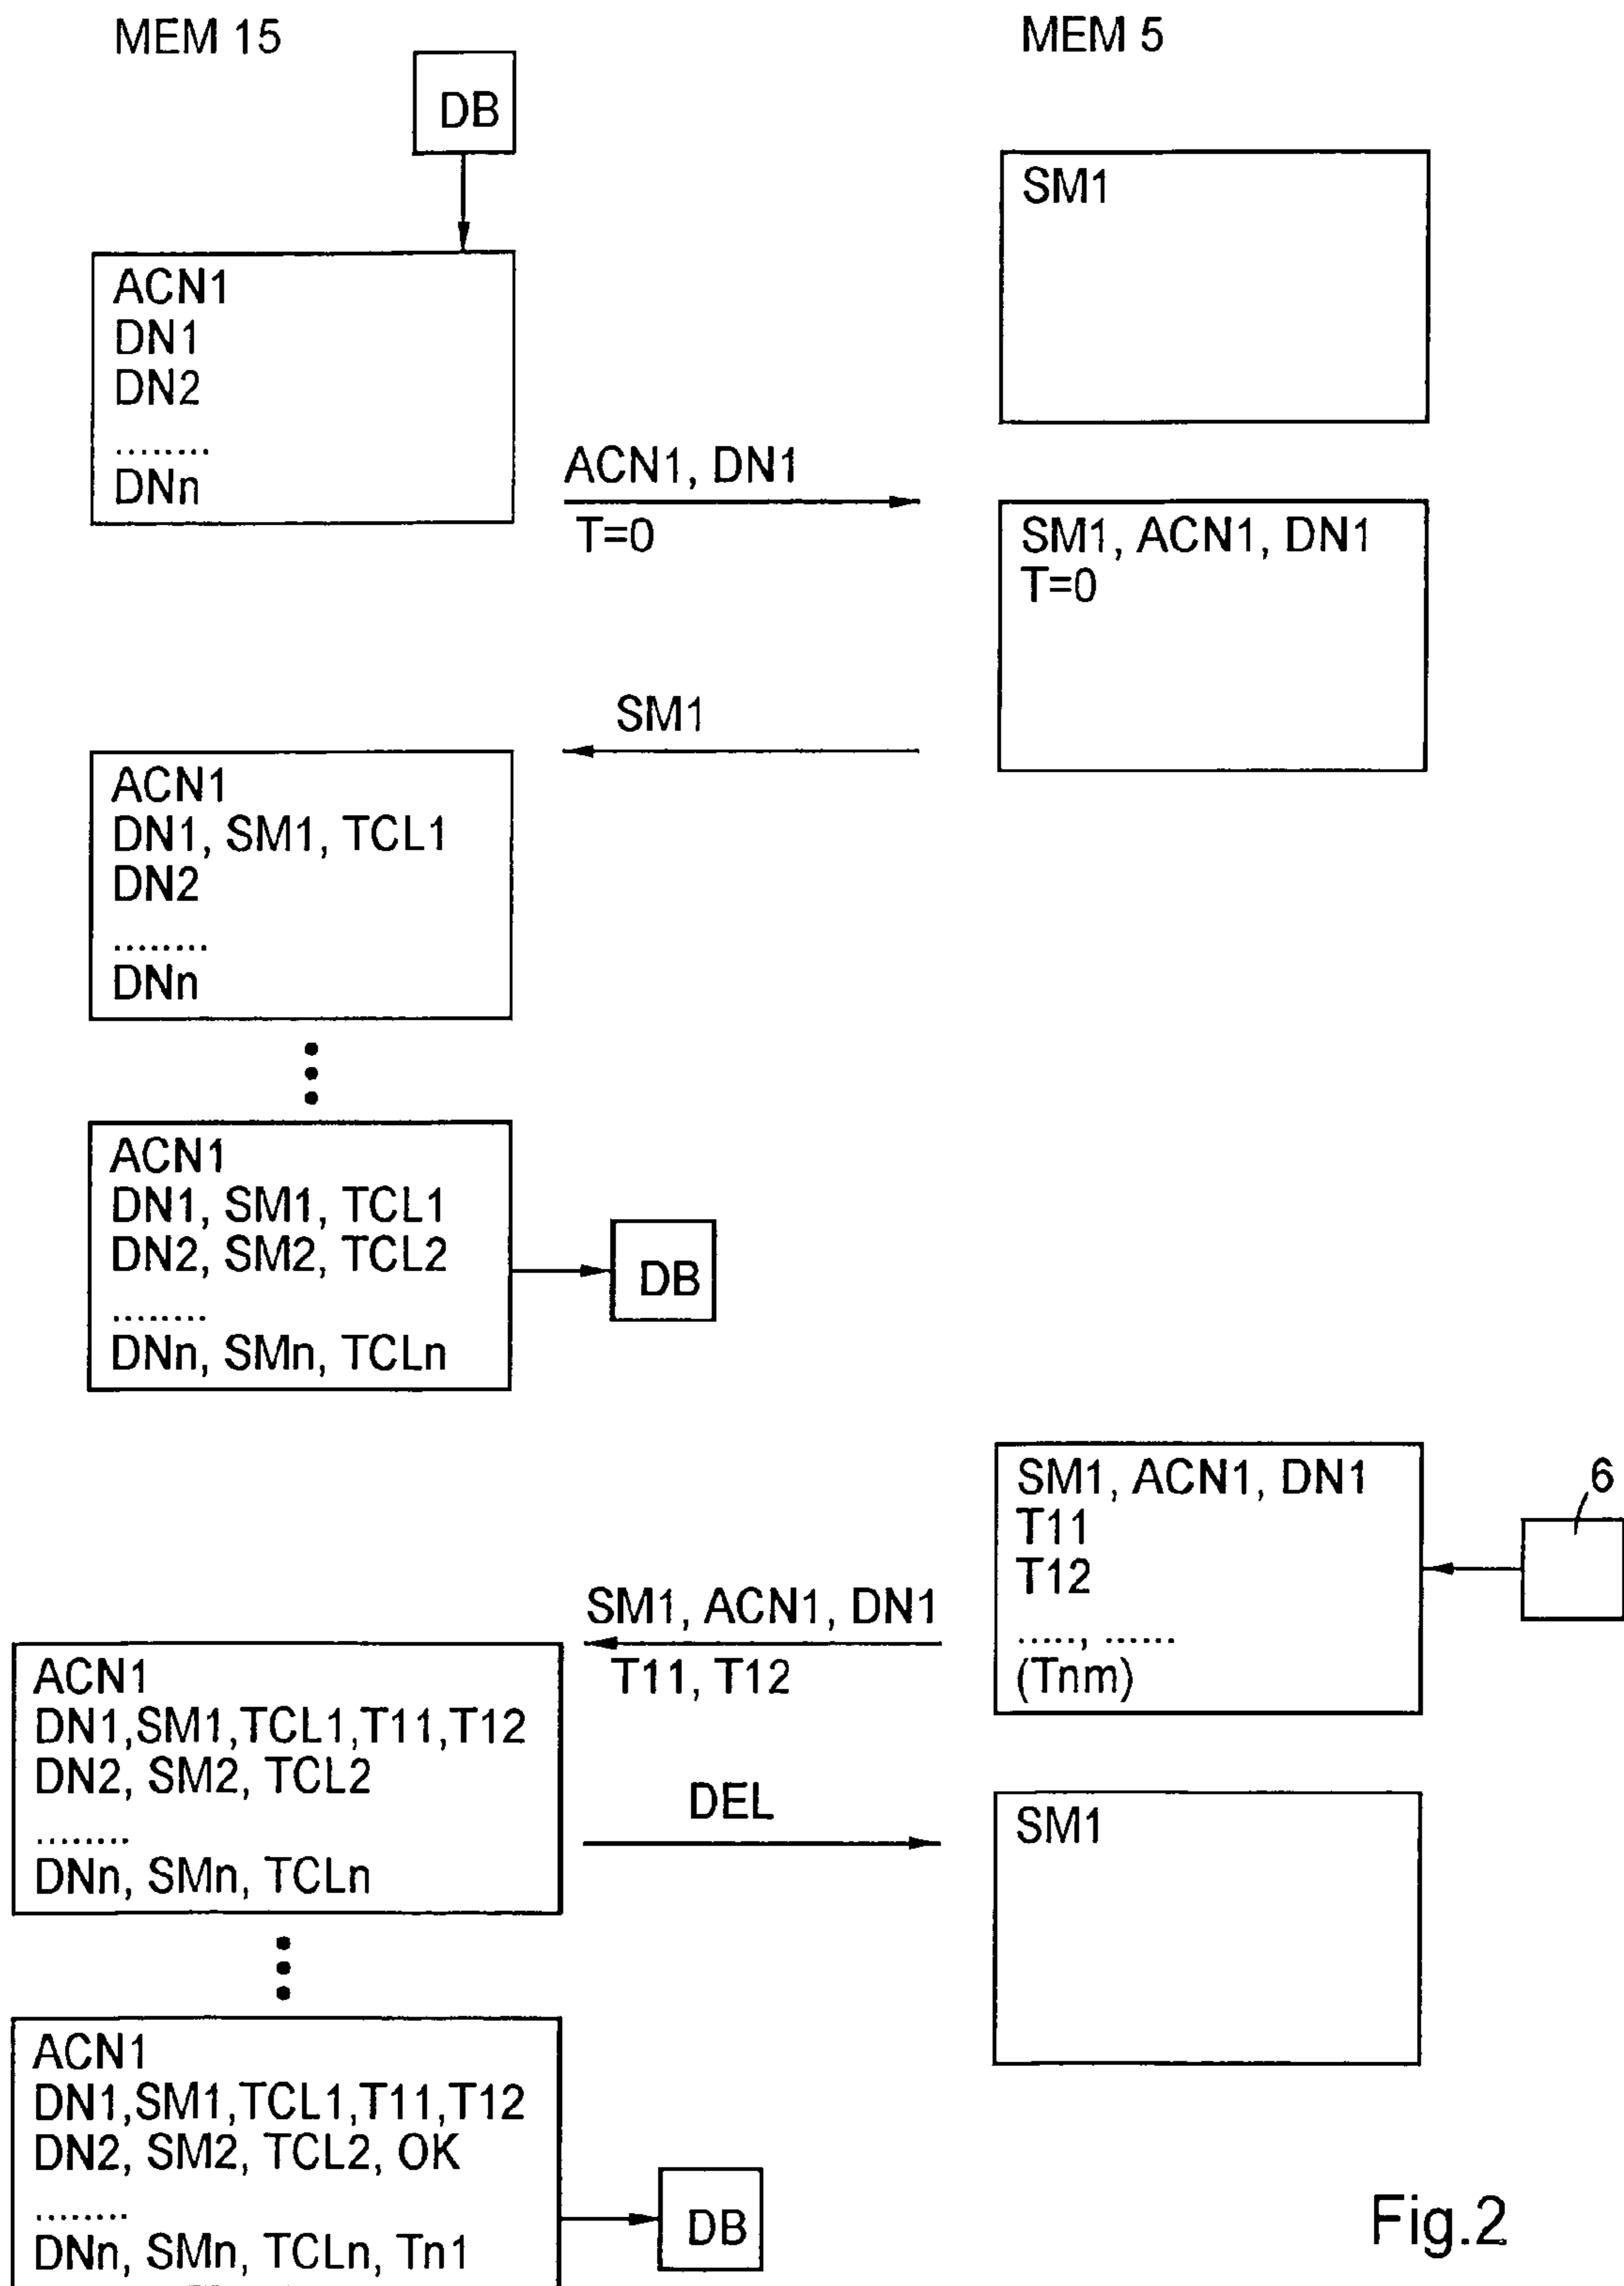 MEM 15
MEM 5
DB
SM1
ACN1
DN1
DN2
........
DNn
ACN1, DN1
T=0
SM1, ACN1, DN1
T=0
SM1
ACN1
DN1, SM1, TCL1
DN2
........
DNn
ACN1
DN1, SM1, TCL1
DN2, SM2, TCL2
........
DNn, SMn, TCLn
DB
SM1, ACN1, DN1
T11
T12
....., ......
(Tnm)
6
SM1, ACN1, DN1
T11, T12
ACN1
DN1,SM1,TCL1,T11,T12
DN2, SM2, TCL2
........
DNn, SMn, TCLn
DEL
SM1
ACN1
DN1,SM1,TCL1,T11,T12
DN2, SM2, TCL2, OK
........
DNn, SMn, TCLn, Tn1
DB
Fig.2